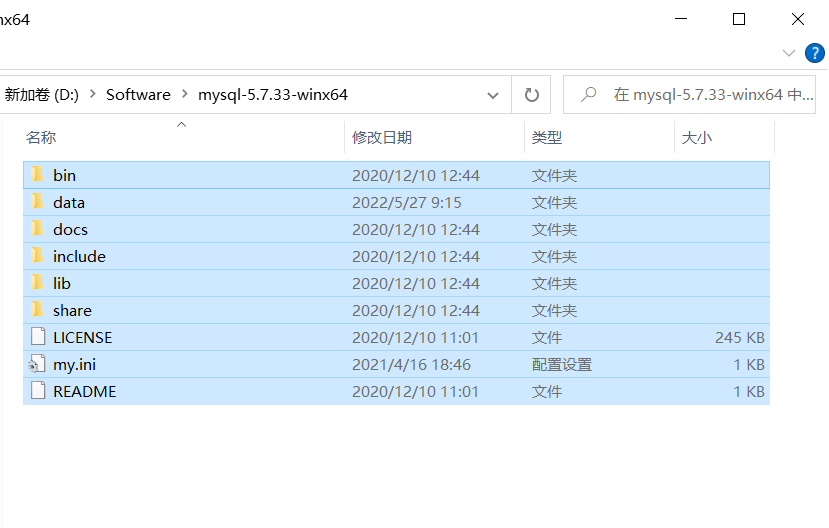 nx64
?
新加卷 (D:) > Software > mysql-5.7.33-winx64
在 mysql-5.7.33-winx64 中...
名称 修改日期 类型 大小
bin 2020/12/10 12:44 文件夹
data 2022/5/27 9:15 文件夹
docs 2020/12/10 12:44 文件夹
include 2020/12/10 12:44 文件夹
lib 2020/12/10 12:44 文件夹
share 2020/12/10 12:44 文件夹
LICENSE 2020/12/10 11:01 文件 245 KB
my.ini 2021/4/16 18:46 配置设置 1 KB
README 2020/12/10 11:01 文件 1 KB